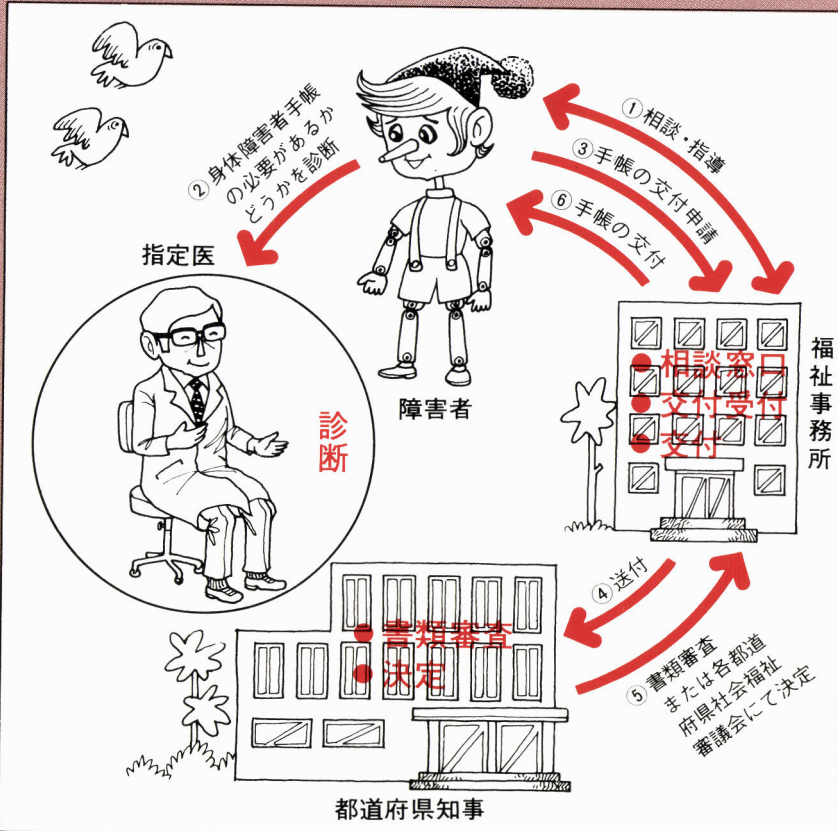 ①相談・指導
③手帳の交付申請
⑥手帳の交付
②身体障害者手帳
の必要があるか
どうかを診断
指定医
診断
障害者
福祉事務所
●相談窓口
●交付受付
●交付
④送付
⑤書類審査
または各都道
府県社会福祉
審議会にて決定
●書類審査
●決定
都道府県知事